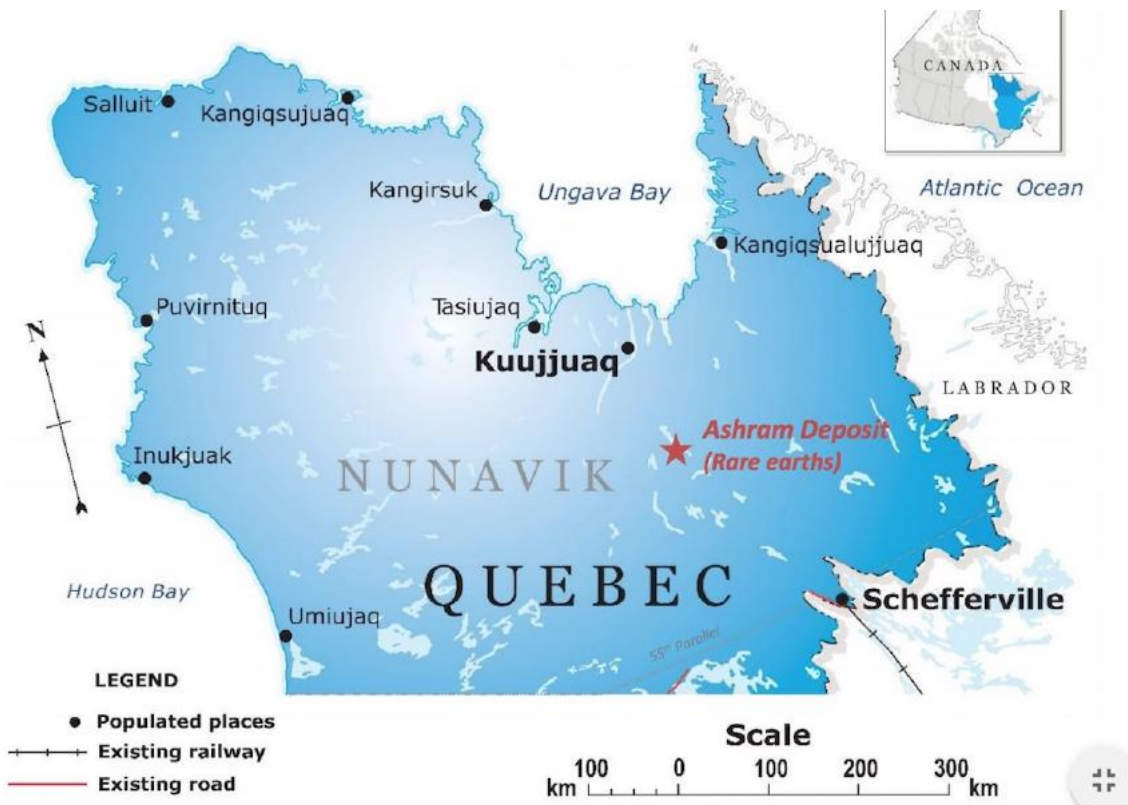 CANADA
Salluit
Kangiqsujuaq
Kangirsuk
Ungava Bay
Atlantic Ocean
Kangiqsualujjuaq
Puvirnituq
Tasiujaq
Kuujjuaq
N
LABRADOR
Ashram Deposit
(Rare earths)
Inukjuak
NUNAVIK
Hudson Bay
QUEBEC
Schefferville
Umiujaq
55th Parallel
LEGEND
Populated places
Existing railway
Existing road
Scale
km 100 0 100 200 300 km